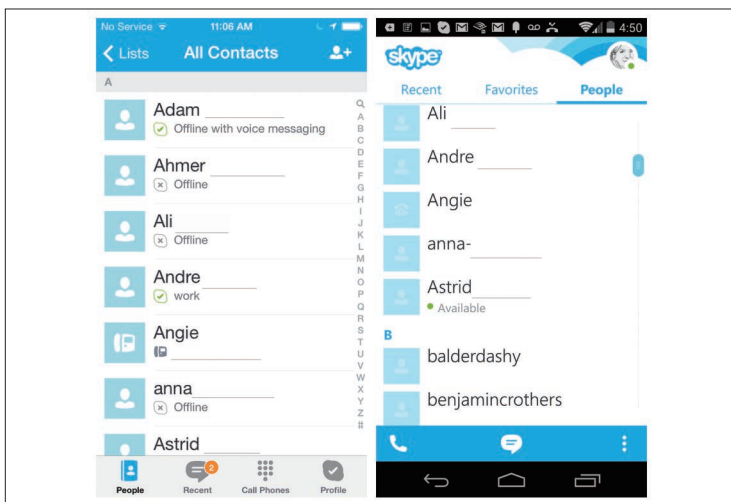 No Service 11:06 AM
Lists All Contacts
A
Adam
Offline with voice messaging
Ahmer
Offline
Ali
Offline
Andre
work
Angie
anna
Offline
Astrid
A
B
C
D
E
F
G
H
I
J
K
L
M
N
O
P
Q
R
S
T
U
V
W
X
Y
Z
#
2
People Recent Call Phones Profile
4:50
skype
Recent Favorites People
Ali
Andre
Angie
anna-
Astrid
Available
B
balderdashy
benjamincrothers